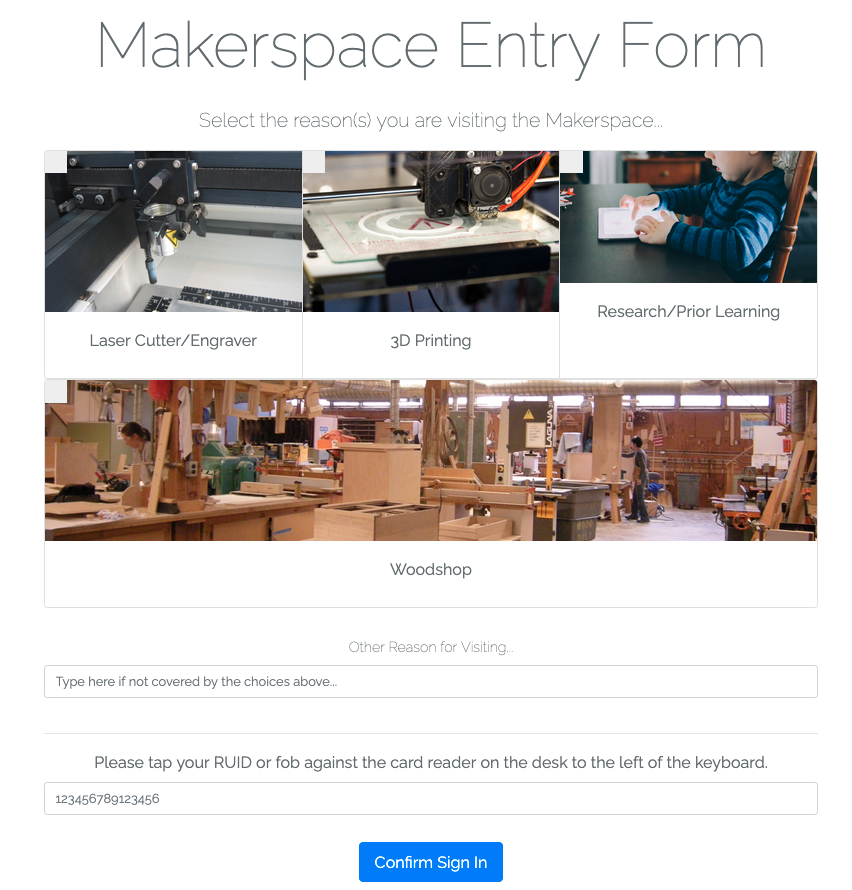 Makerspace Entry Form
Select the reason(s) you are visiting the Makerspace...
Laser Cutter/Engraver
3D Printing
Research/Prior Learning
LAGUNA
Woodshop
Other Reason for Visiting...
Type here if not covered by the choices above...
Please tap your RUID or fob against the card reader on the desk to the left of the keyboard.
123456789123456
Confirm Sign In